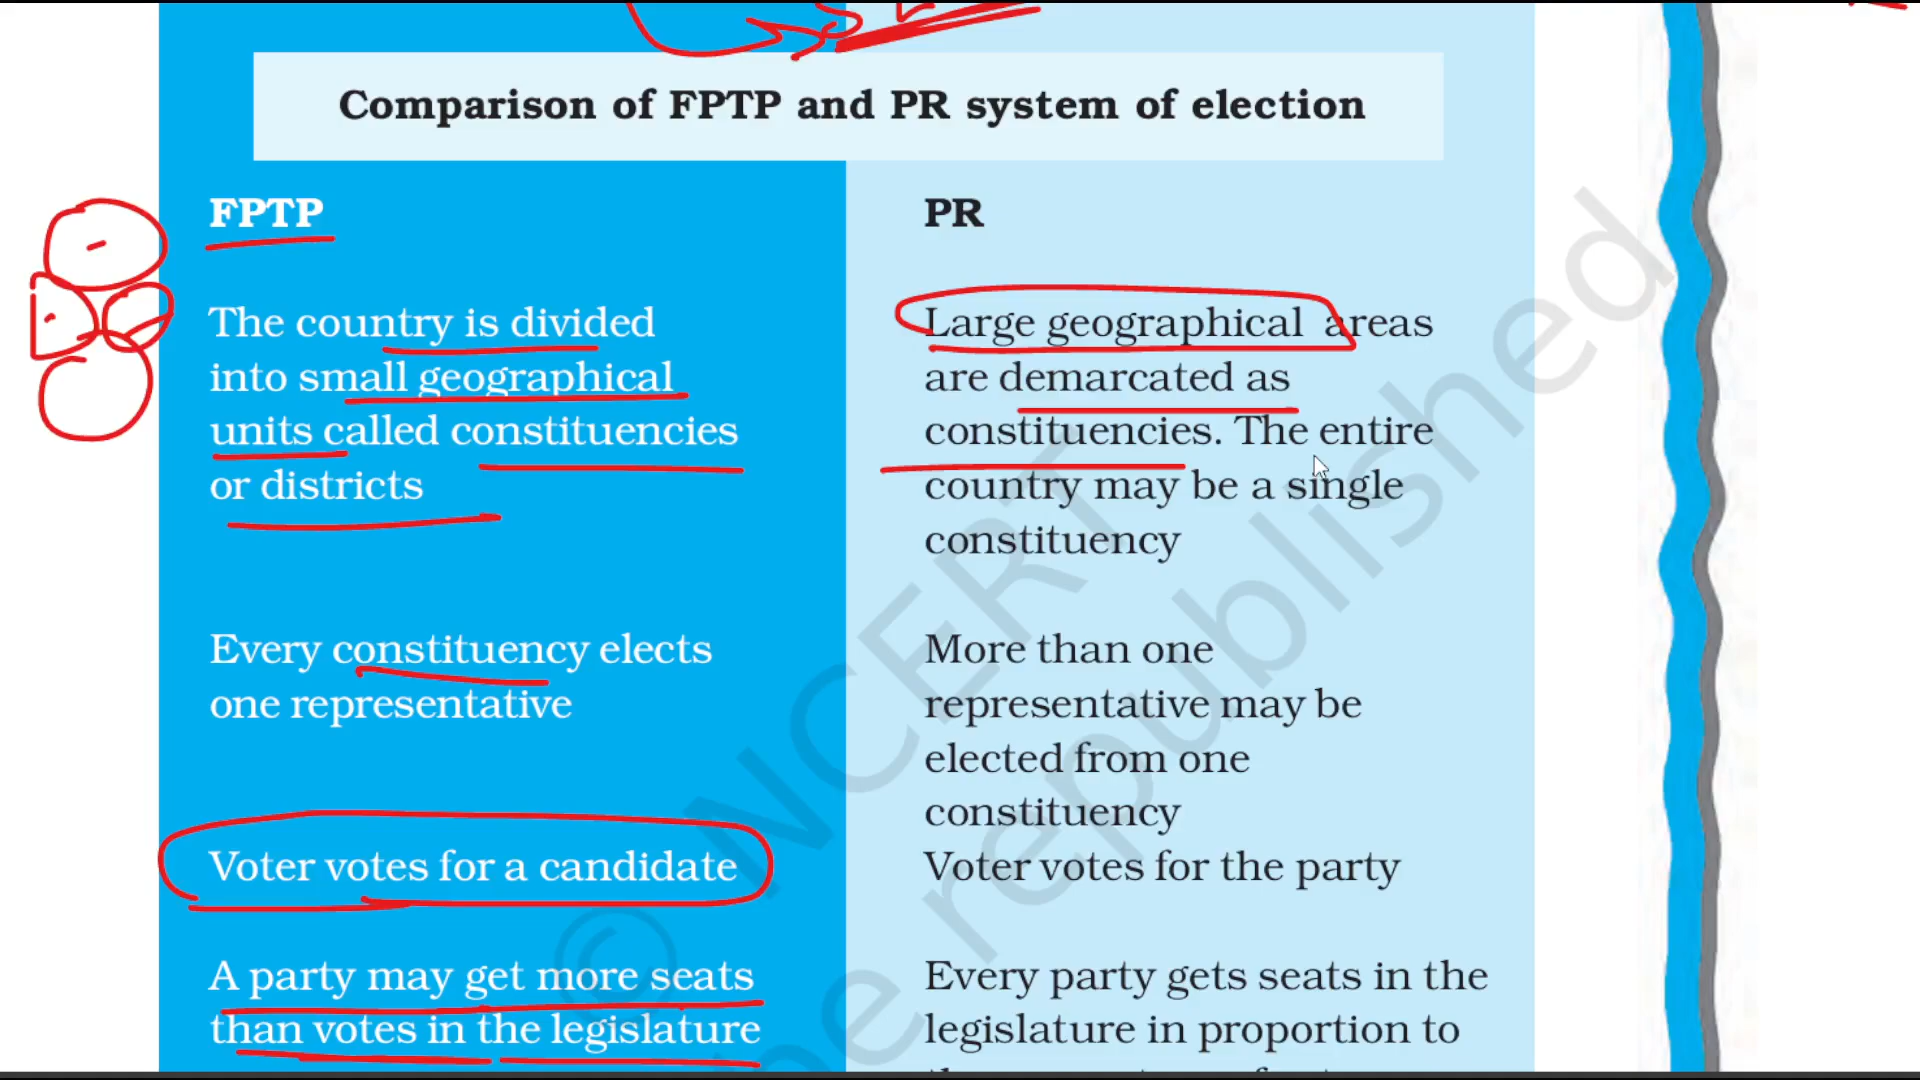 Comparison of FPTP and PR system of election
FPTP
The country is divided
into small geographical
units called constituencies
or districts
Every constituency elects
one representative
Voter votes for a candidate
A party may get more seats
than votes in the legislature
PR
Large geographical areas
are demarcated as
constituencies. The entire
country may be a single
constituency
More than one
representative may be
elected from one
constituency
Voter votes for the party
Every party gets seats in the
legislature in proportion to
© NCERT
be republished